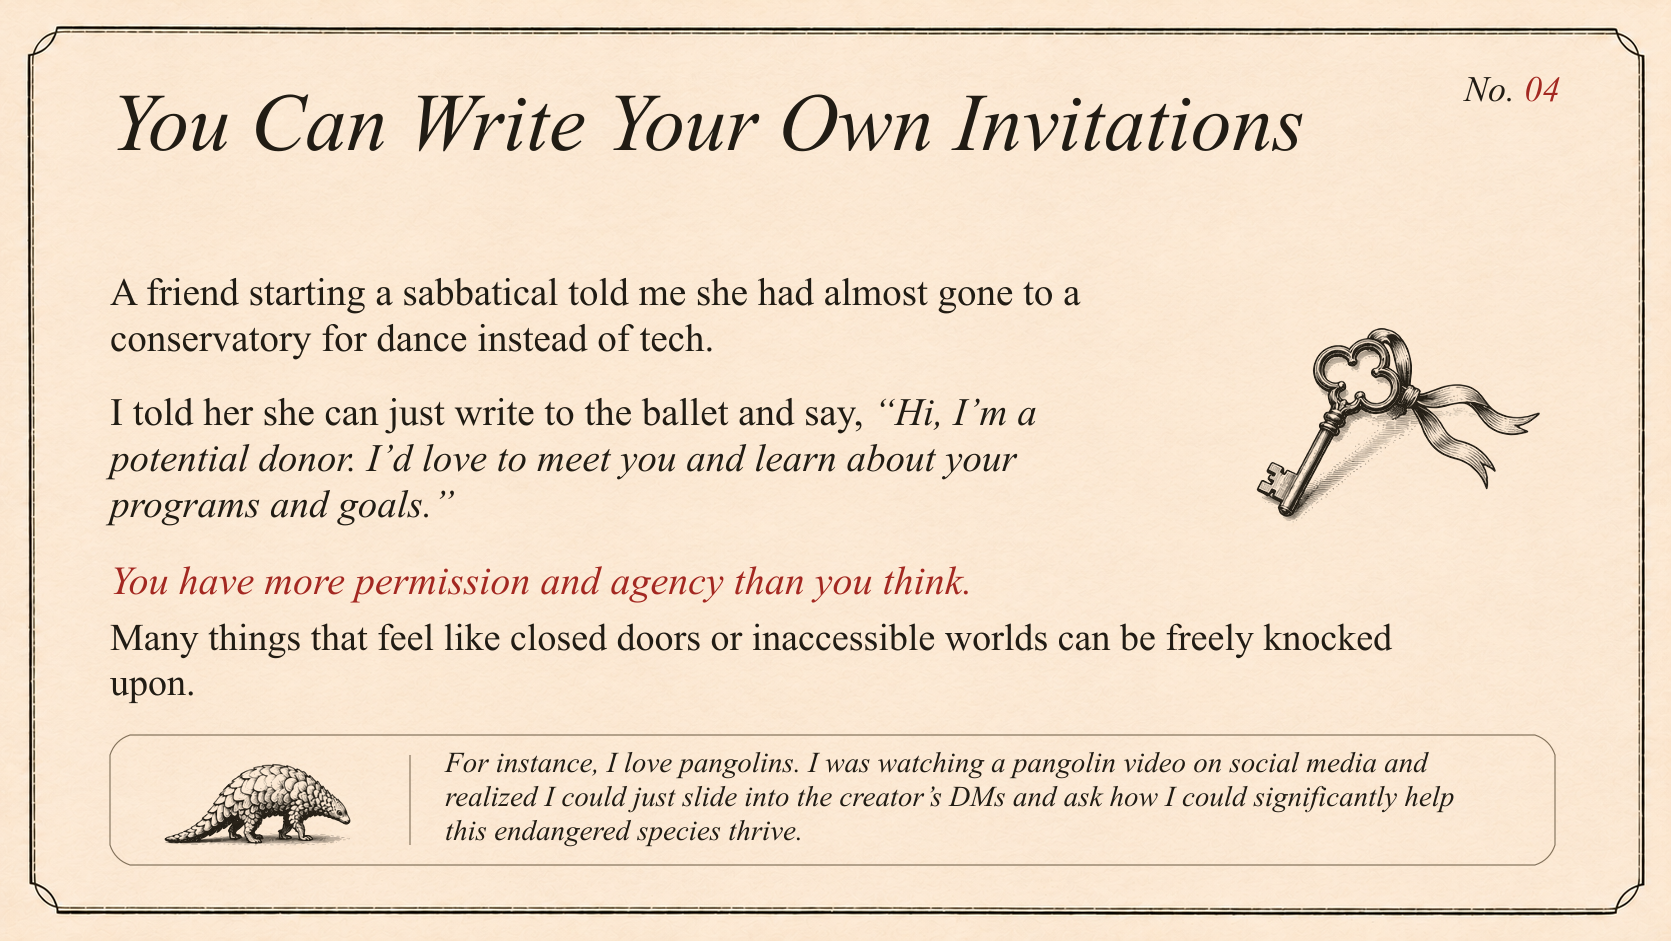 You Can Write Your Own Invitations
No. 04
A friend starting a sabbatical told me she had almost gone to a
conservatory for dance instead of tech.
I told her she can just write to the ballet and say, “Hi, I’m a
potential donor. I’d love to meet you and learn about your
programs and goals.”
You have more permission and agency than you think.
Many things that feel like closed doors or inaccessible worlds can be freely knocked
upon.
For instance, I love pangolins. I was watching a pangolin video on social media and
realized I could just slide into the creator’s DMs and ask how I could significantly help
this endangered species thrive.